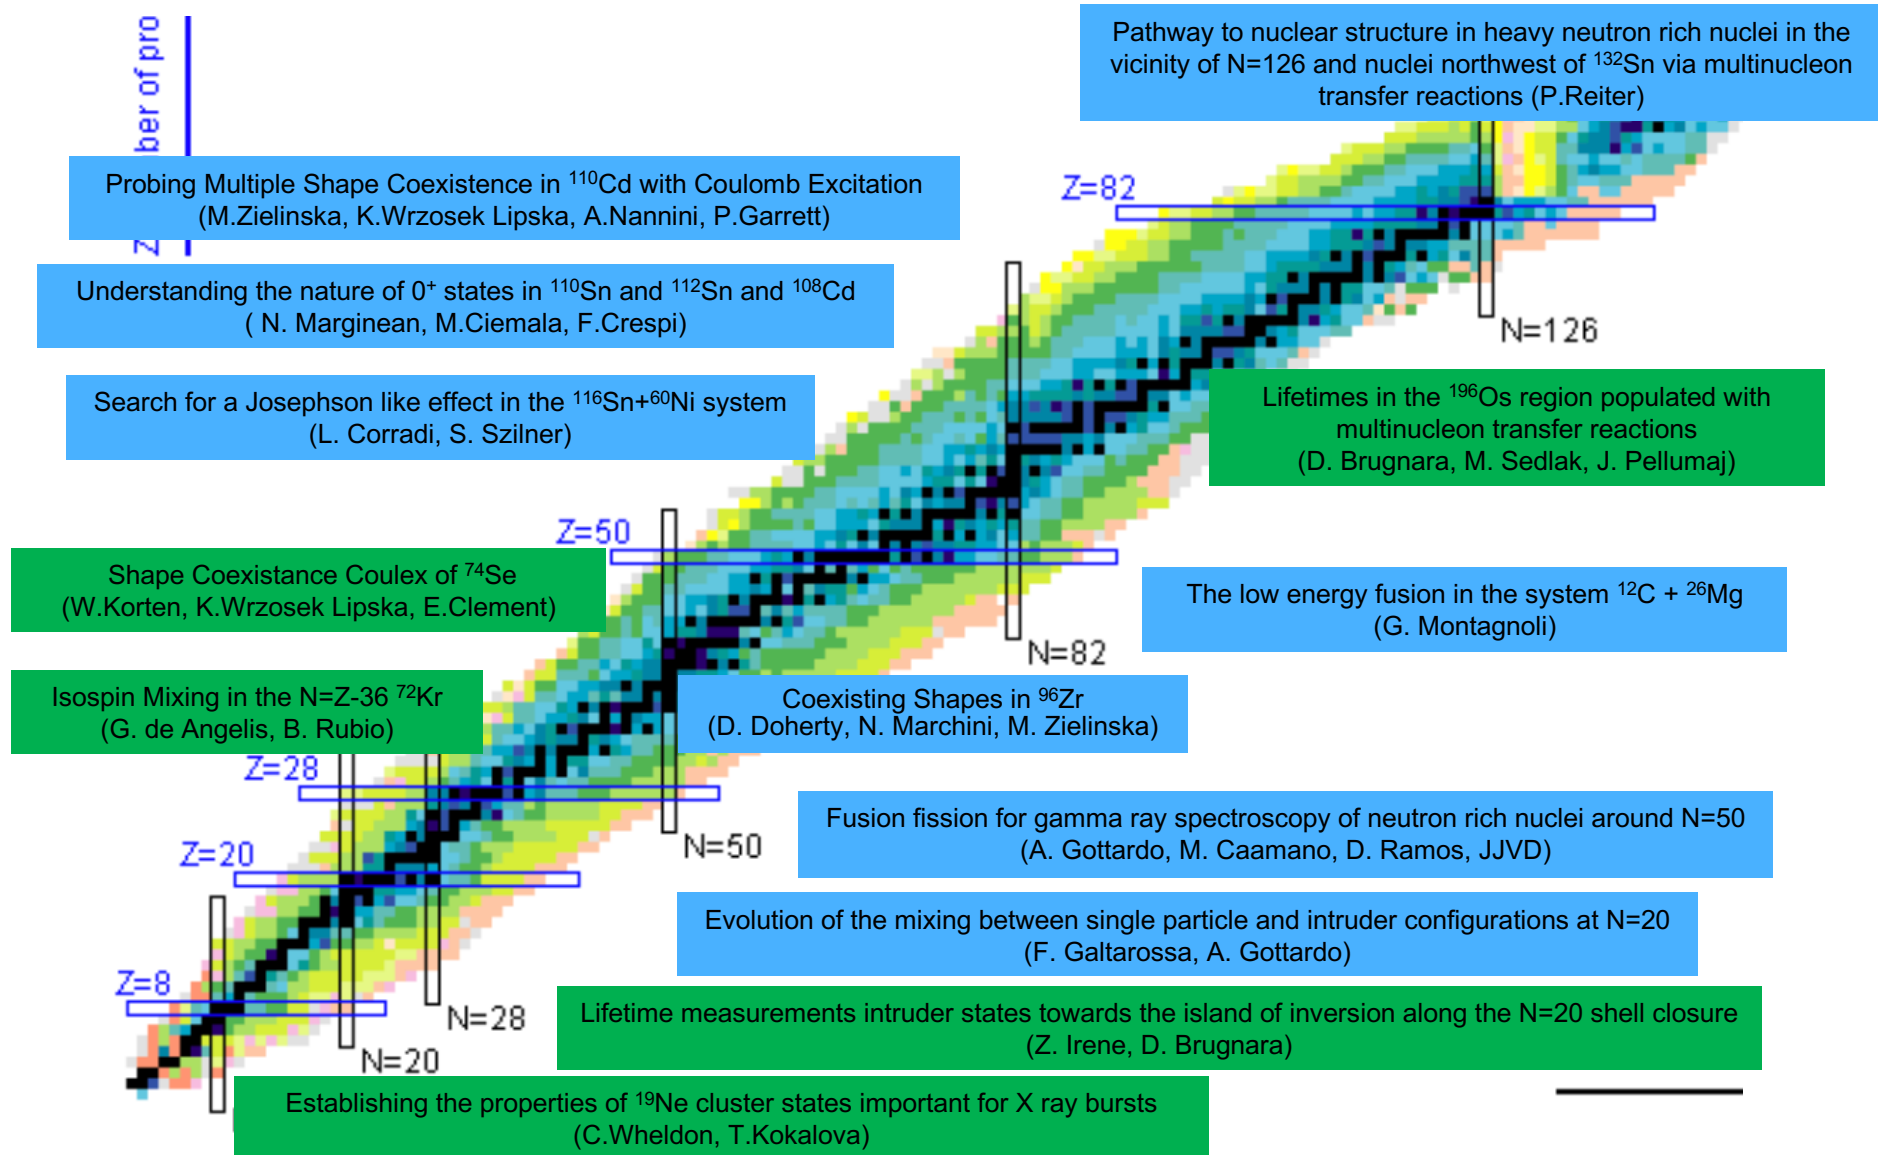 Z
ber of pro
Pathway to nuclear structure in heavy neutron rich nuclei in the
vicinity of N=126 and nuclei northwest of ¹³²Sn via multinucleon
transfer reactions (P.Reiter)
Probing Multiple Shape Coexistence in ¹¹⁰Cd with Coulomb Excitation
(M.Zielinska, K.Wrzosek Lipska, A.Nannini, P.Garrett)
Z=82
Understanding the nature of 0⁺ states in ¹¹⁰Sn and ¹¹²Sn and ¹⁰⁸Cd
( N. Marginean, M.Ciemala, F.Crespi)
N=126
Search for a Josephson like effect in the ¹¹⁶Sn+⁶⁰Ni system
(L. Corradi, S. Szilner)
Lifetimes in the ¹⁹⁶Os region populated with
multinucleon transfer reactions
(D. Brugnara, M. Sedlak, J. Pellumaj)
Z=50
Shape Coexistance Coulex of ⁷⁴Se
(W.Korten, K.Wrzosek Lipska, E.Clement)
The low energy fusion in the system ¹²C + ²⁶Mg
(G. Montagnoli)
N=82
Isospin Mixing in the N=Z-36 ⁷²Kr
(G. de Angelis, B. Rubio)
Coexisting Shapes in ⁹⁶Zr
(D. Doherty, N. Marchini, M. Zielinska)
Z=28
Fusion fission for gamma ray spectroscopy of neutron rich nuclei around N=50
(A. Gottardo, M. Caamano, D. Ramos, JJVD)
N=50
Z=20
Evolution of the mixing between single particle and intruder configurations at N=20
(F. Galtarossa, A. Gottardo)
Z=8
N=28
Lifetime measurements intruder states towards the island of inversion along the N=20 shell closure
(Z. Irene, D. Brugnara)
N=20
Establishing the properties of ¹⁹Ne cluster states important for X ray bursts
(C.Wheldon, T.Kokalova)